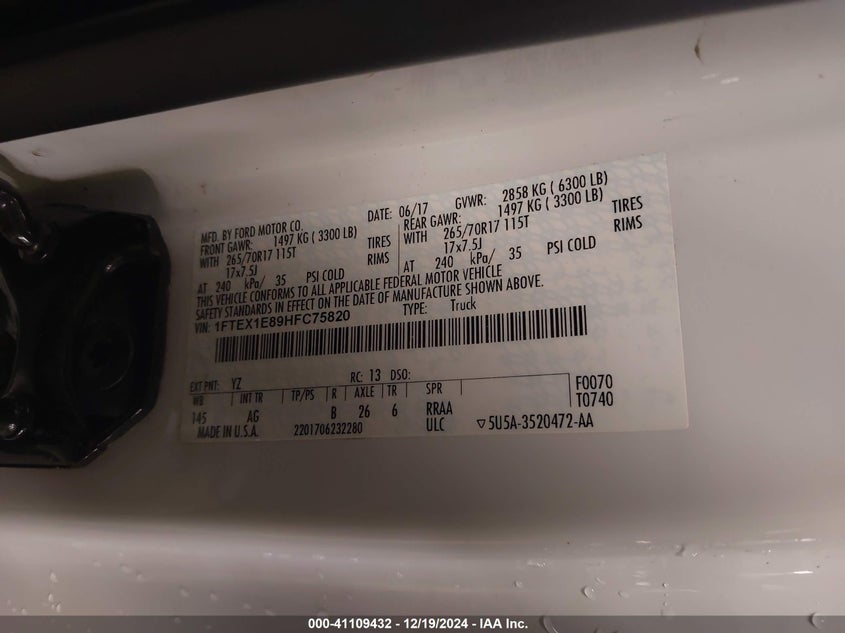 MFD. BY FORD MOTOR CO.
DATE: 06/17 GVWR: 2858 KG ( 6300 LB)
FRONT GAWR: 1497 KG ( 3300 LB)
WITH 265/70R17 115T TIRES
17x7.5J RIMS
AT 240 kPa/ 35 PSI COLD
REAR GAWR: 1497 KG ( 3300 LB)
WITH 265/70R17 115T TIRES
17x7.5J RIMS
AT 240 kPa/ 35 PSI COLD
THIS VEHICLE CONFORMS TO ALL APPLICABLE FEDERAL MOTOR VEHICLE
SAFETY STANDARDS IN EFFECT ON THE DATE OF MANUFACTURE SHOWN ABOVE.
VIN: 1FTEX1E89HFC75820 TYPE: Truck
EXT PNT: YZ RC: 13 DSO:
WB INT TR TP/PS R AXLE TR SPR
145 AG B 26 6 RRAA
MADE IN U.S.A. 2201706232280 ULC
F0070
T0740
▽5U5A-3520472-AA
000-41109432 - 12/19/2024 - IAA Inc.